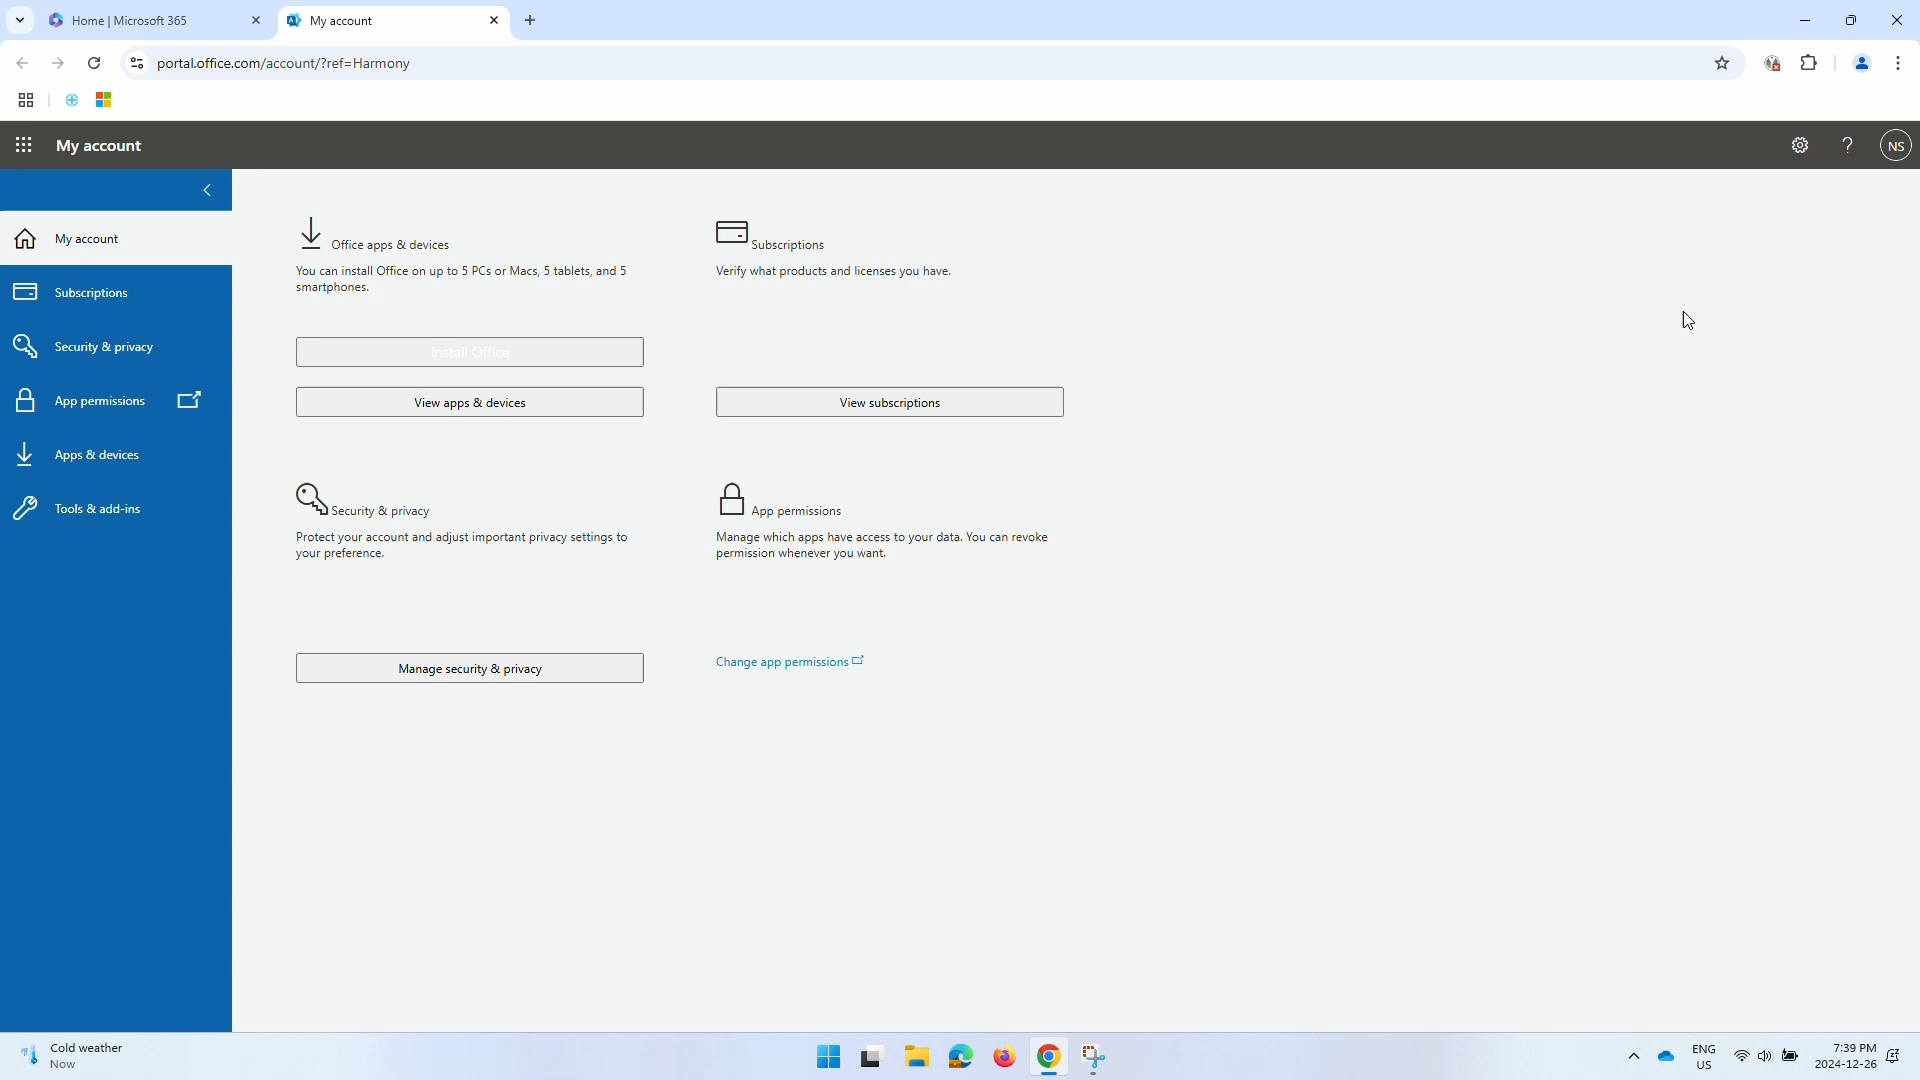 Home | Microsoft 365
My account
portal.office.com/account/?ref=Harmony
My account
NS
My account
Subscriptions
Security & privacy
App permissions
Apps & devices
Tools & add-ins
Office apps & devices
You can install Office on up to 5 PCs or Macs, 5 tablets, and 5
smartphones.
Install Office
View apps & devices
Subscriptions
Verify what products and licenses you have.
View subscriptions
Security & privacy
Protect your account and adjust important privacy settings to
your preference.
Manage security & privacy
App permissions
Manage which apps have access to your data. You can revoke
permission whenever you want.
Change app permissions
Cold weather
Now
ENG
US
7:39 PM
2024-12-26